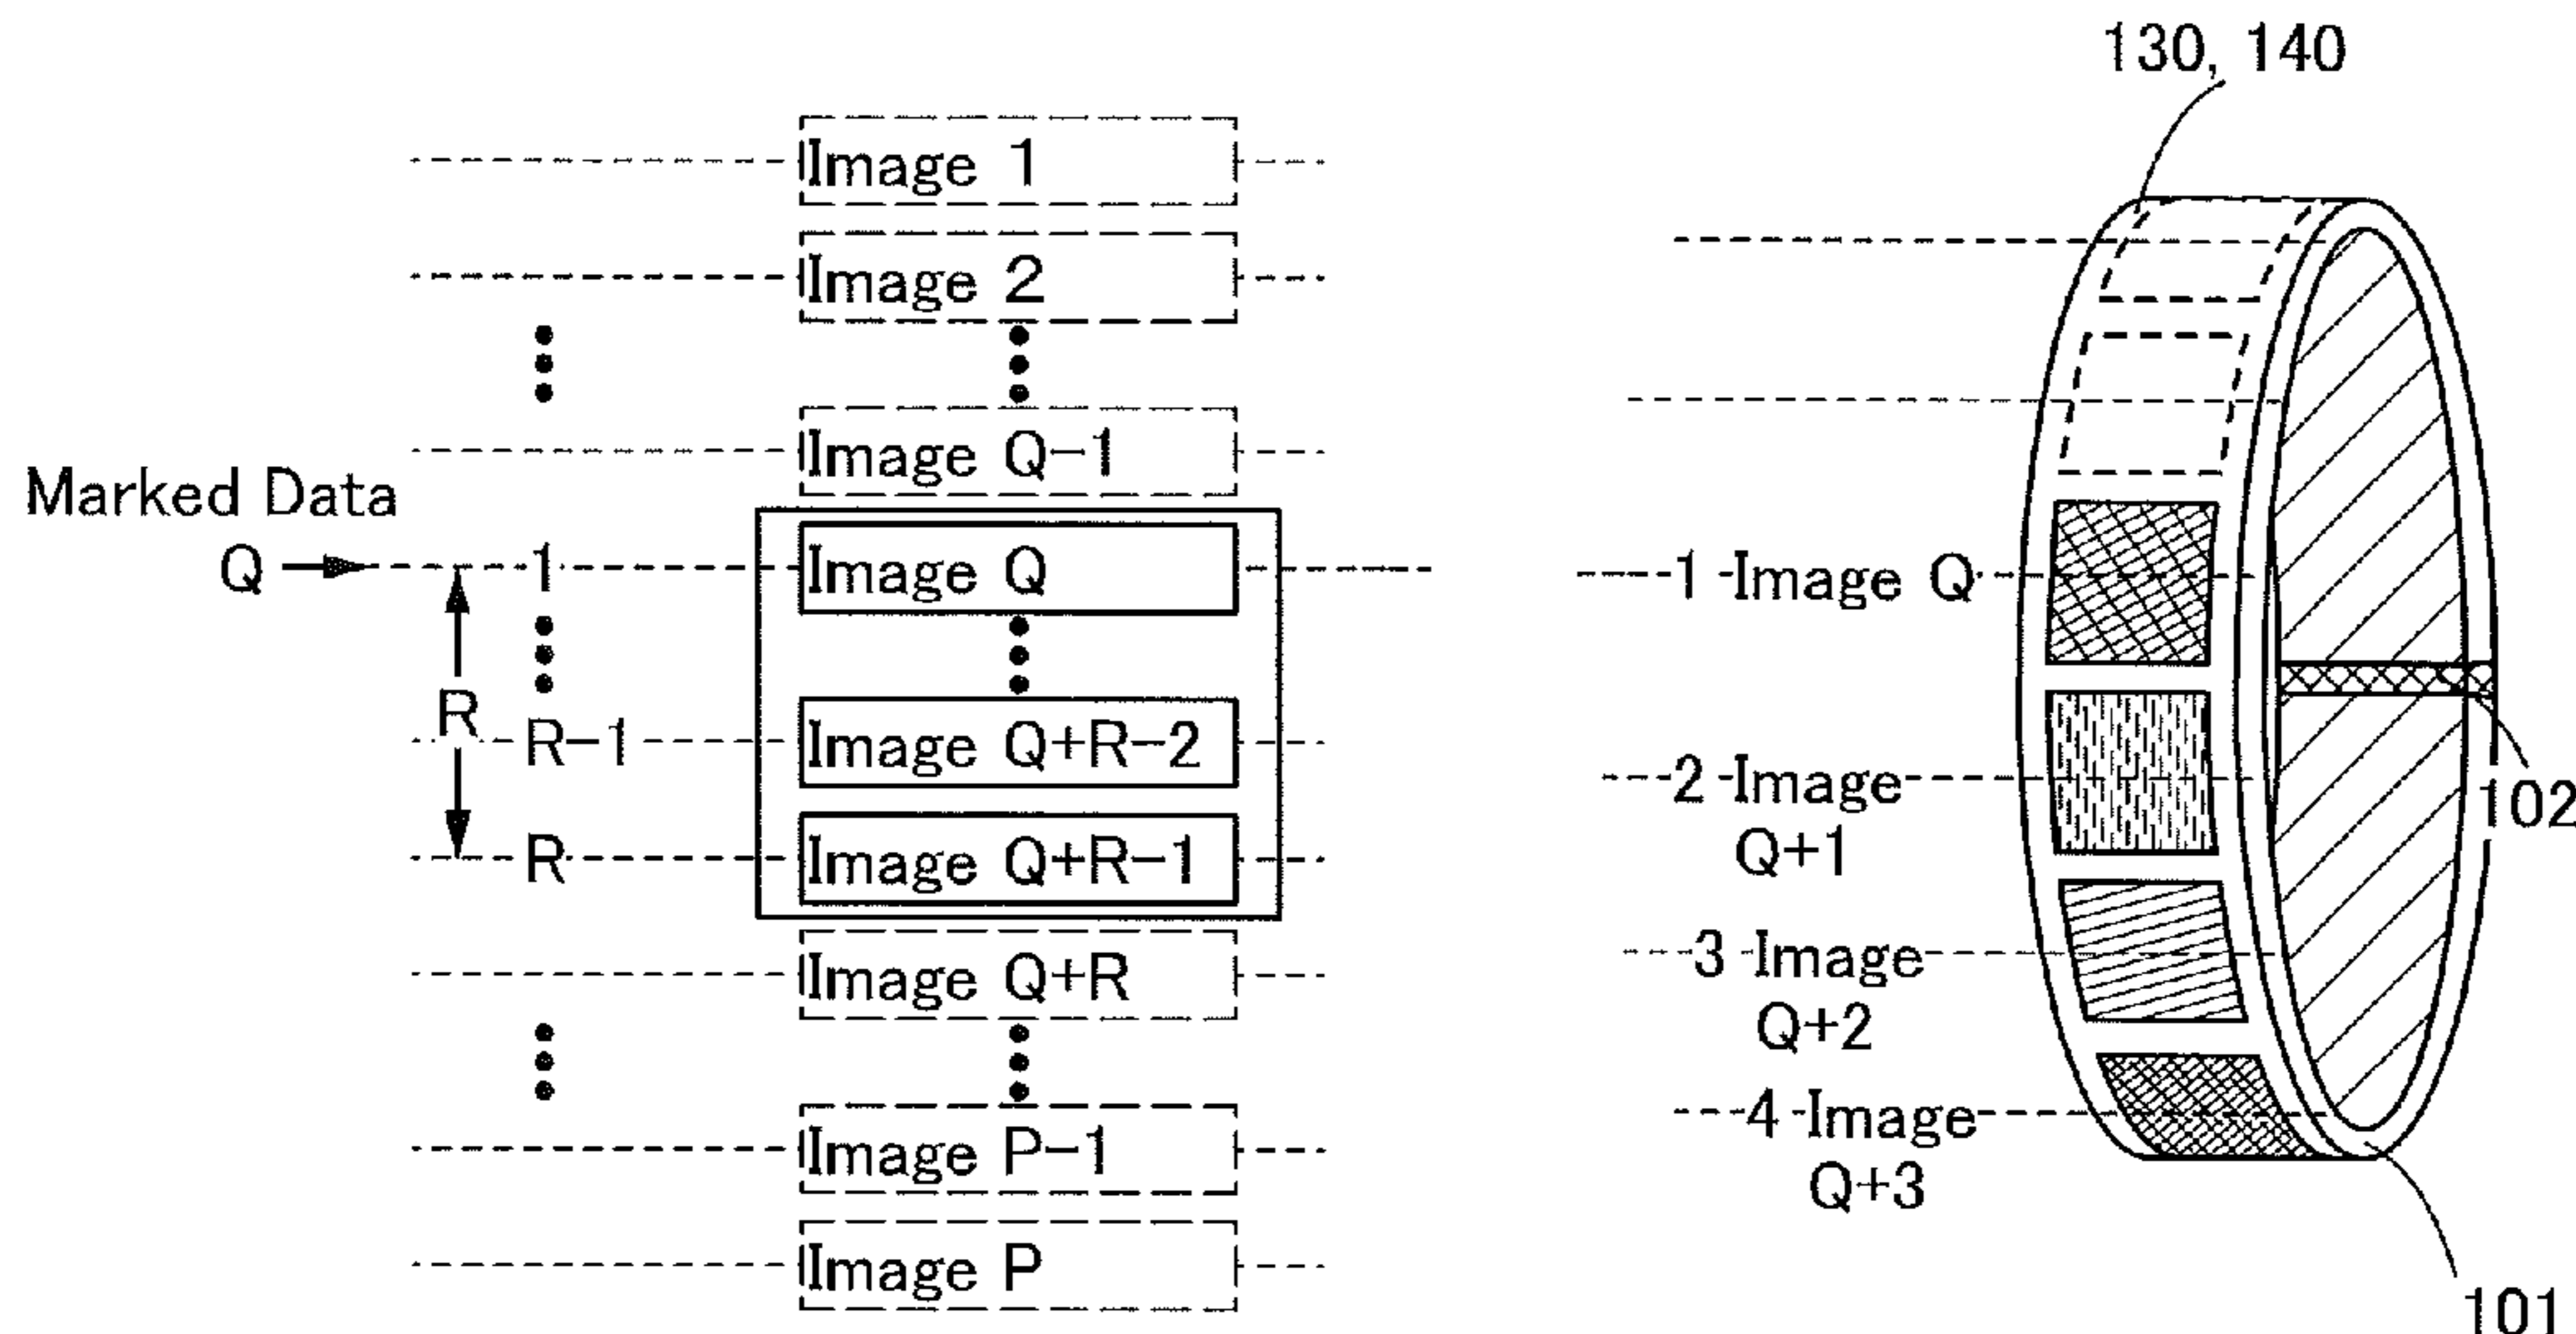 130, 140
Image 1
Image 2
Image Q-1
Marked Data
Q
1
Image Q
R
R-1
Image Q+R-2
R
Image Q+R-1
Image Q+R
Image P-1
Image P
1 Image Q
2 Image
Q+1
3 Image
Q+2
4 Image
Q+3
102
101